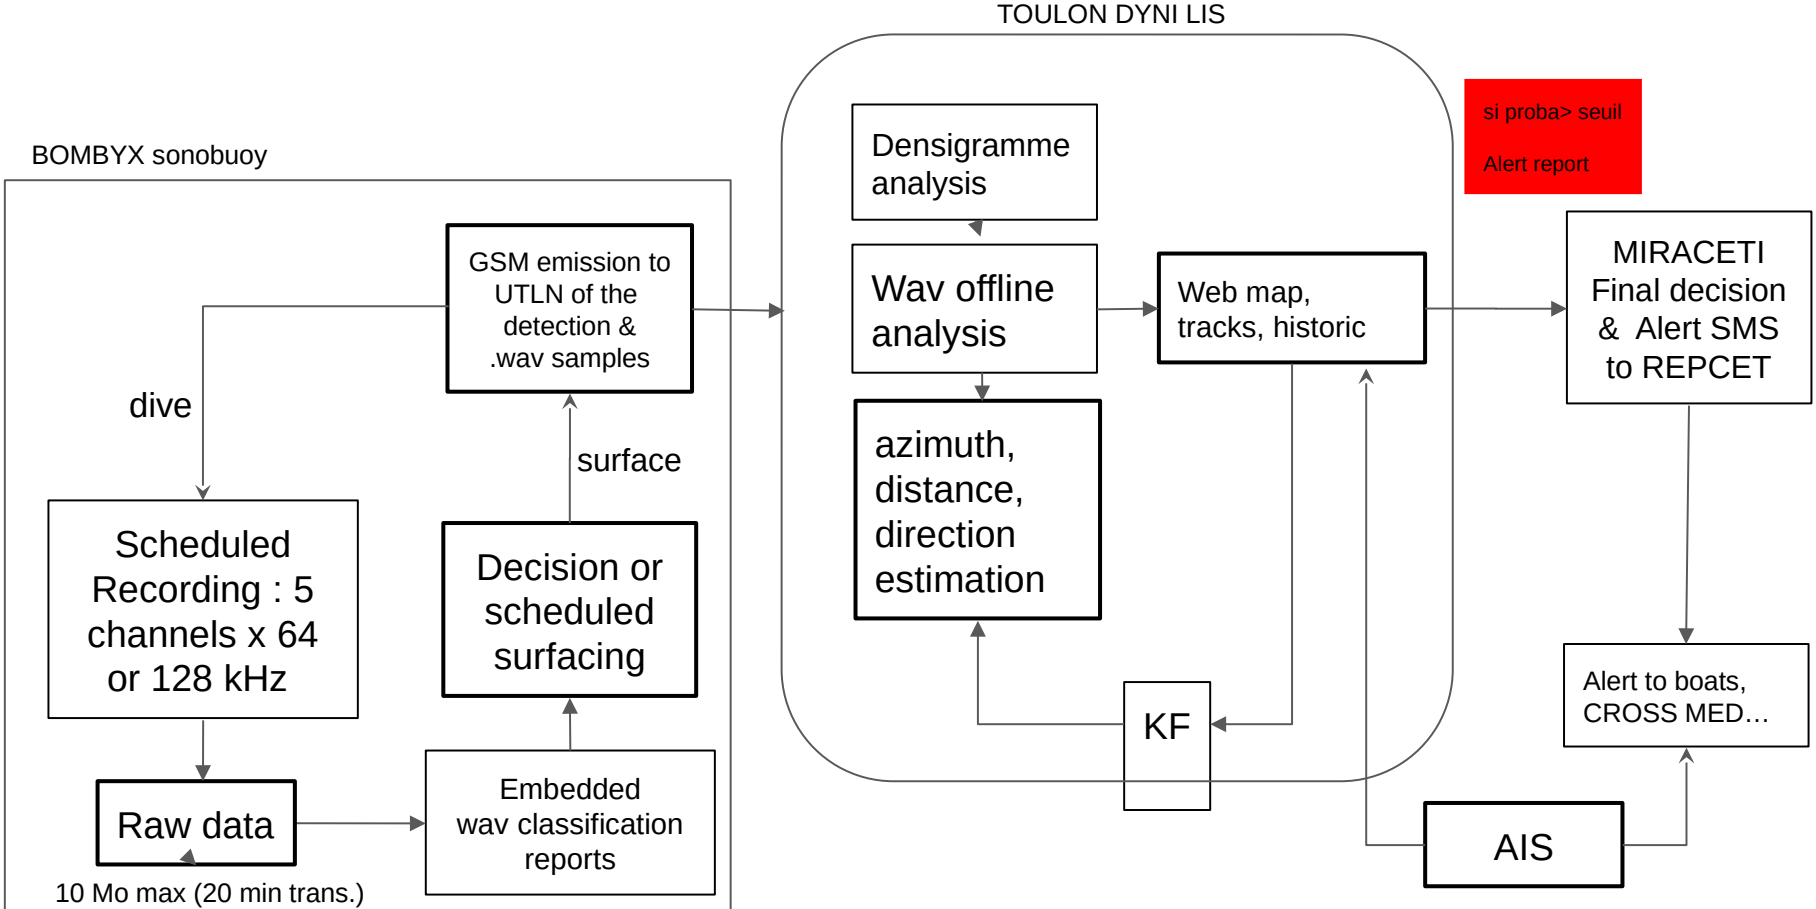 TOULON DYNI LIS
BOMBYX sonobuoy
GSM emission to
UTLN of the
detection &
.wav samples
dive
surface
Scheduled
Recording : 5
channels x 64
or 128 kHz
Decision or
scheduled
surfacing
Raw data
Embedded
wav classification
reports
10 Mo max (20 min trans.)
Densigramme
analysis
Wav offline
analysis
azimuth,
distance,
direction
estimation
Web map,
tracks, historic
KF
si proba> seuil
Alert report
MIRACETI
Final decision
& Alert SMS
to REPCET
Alert to boats,
CROSS MED…
AIS